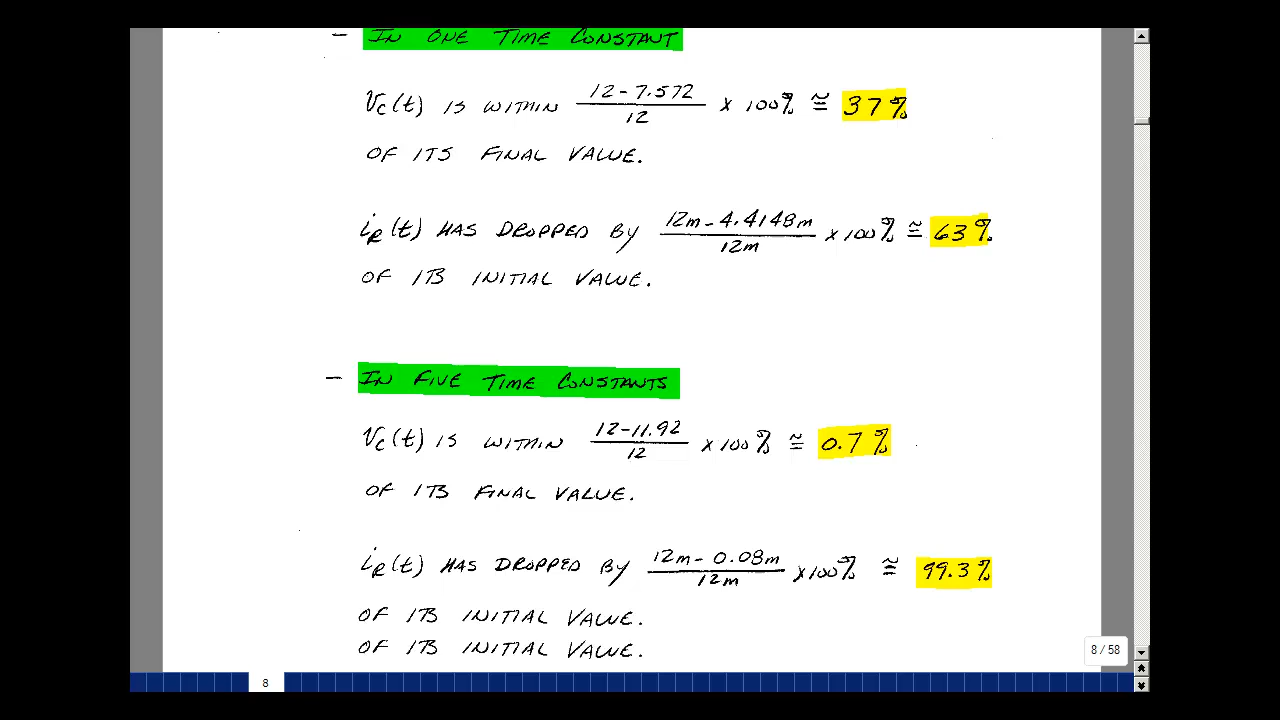 - IN ONE TIME CONSTANT
Vc(t) IS WITHIN 12-7.572 / 12 x 100% ≅ 37%
OF ITS FINAL VALUE.
iR(t) HAS DROPPED BY 12m-4.4148m / 12m x 100% ≅ 63%
OF ITS INITIAL VALUE.
- IN FIVE TIME CONSTANTS
Vc(t) IS WITHIN 12-11.92 / 12 x 100% ≅ 0.7%
OF ITS FINAL VALUE.
iR(t) HAS DROPPED BY 12m-0.08m / 12m x 100% ≅ 99.3%
OF ITS INITIAL VALUE.
OF ITS INITIAL VALUE.
8 / 58
8